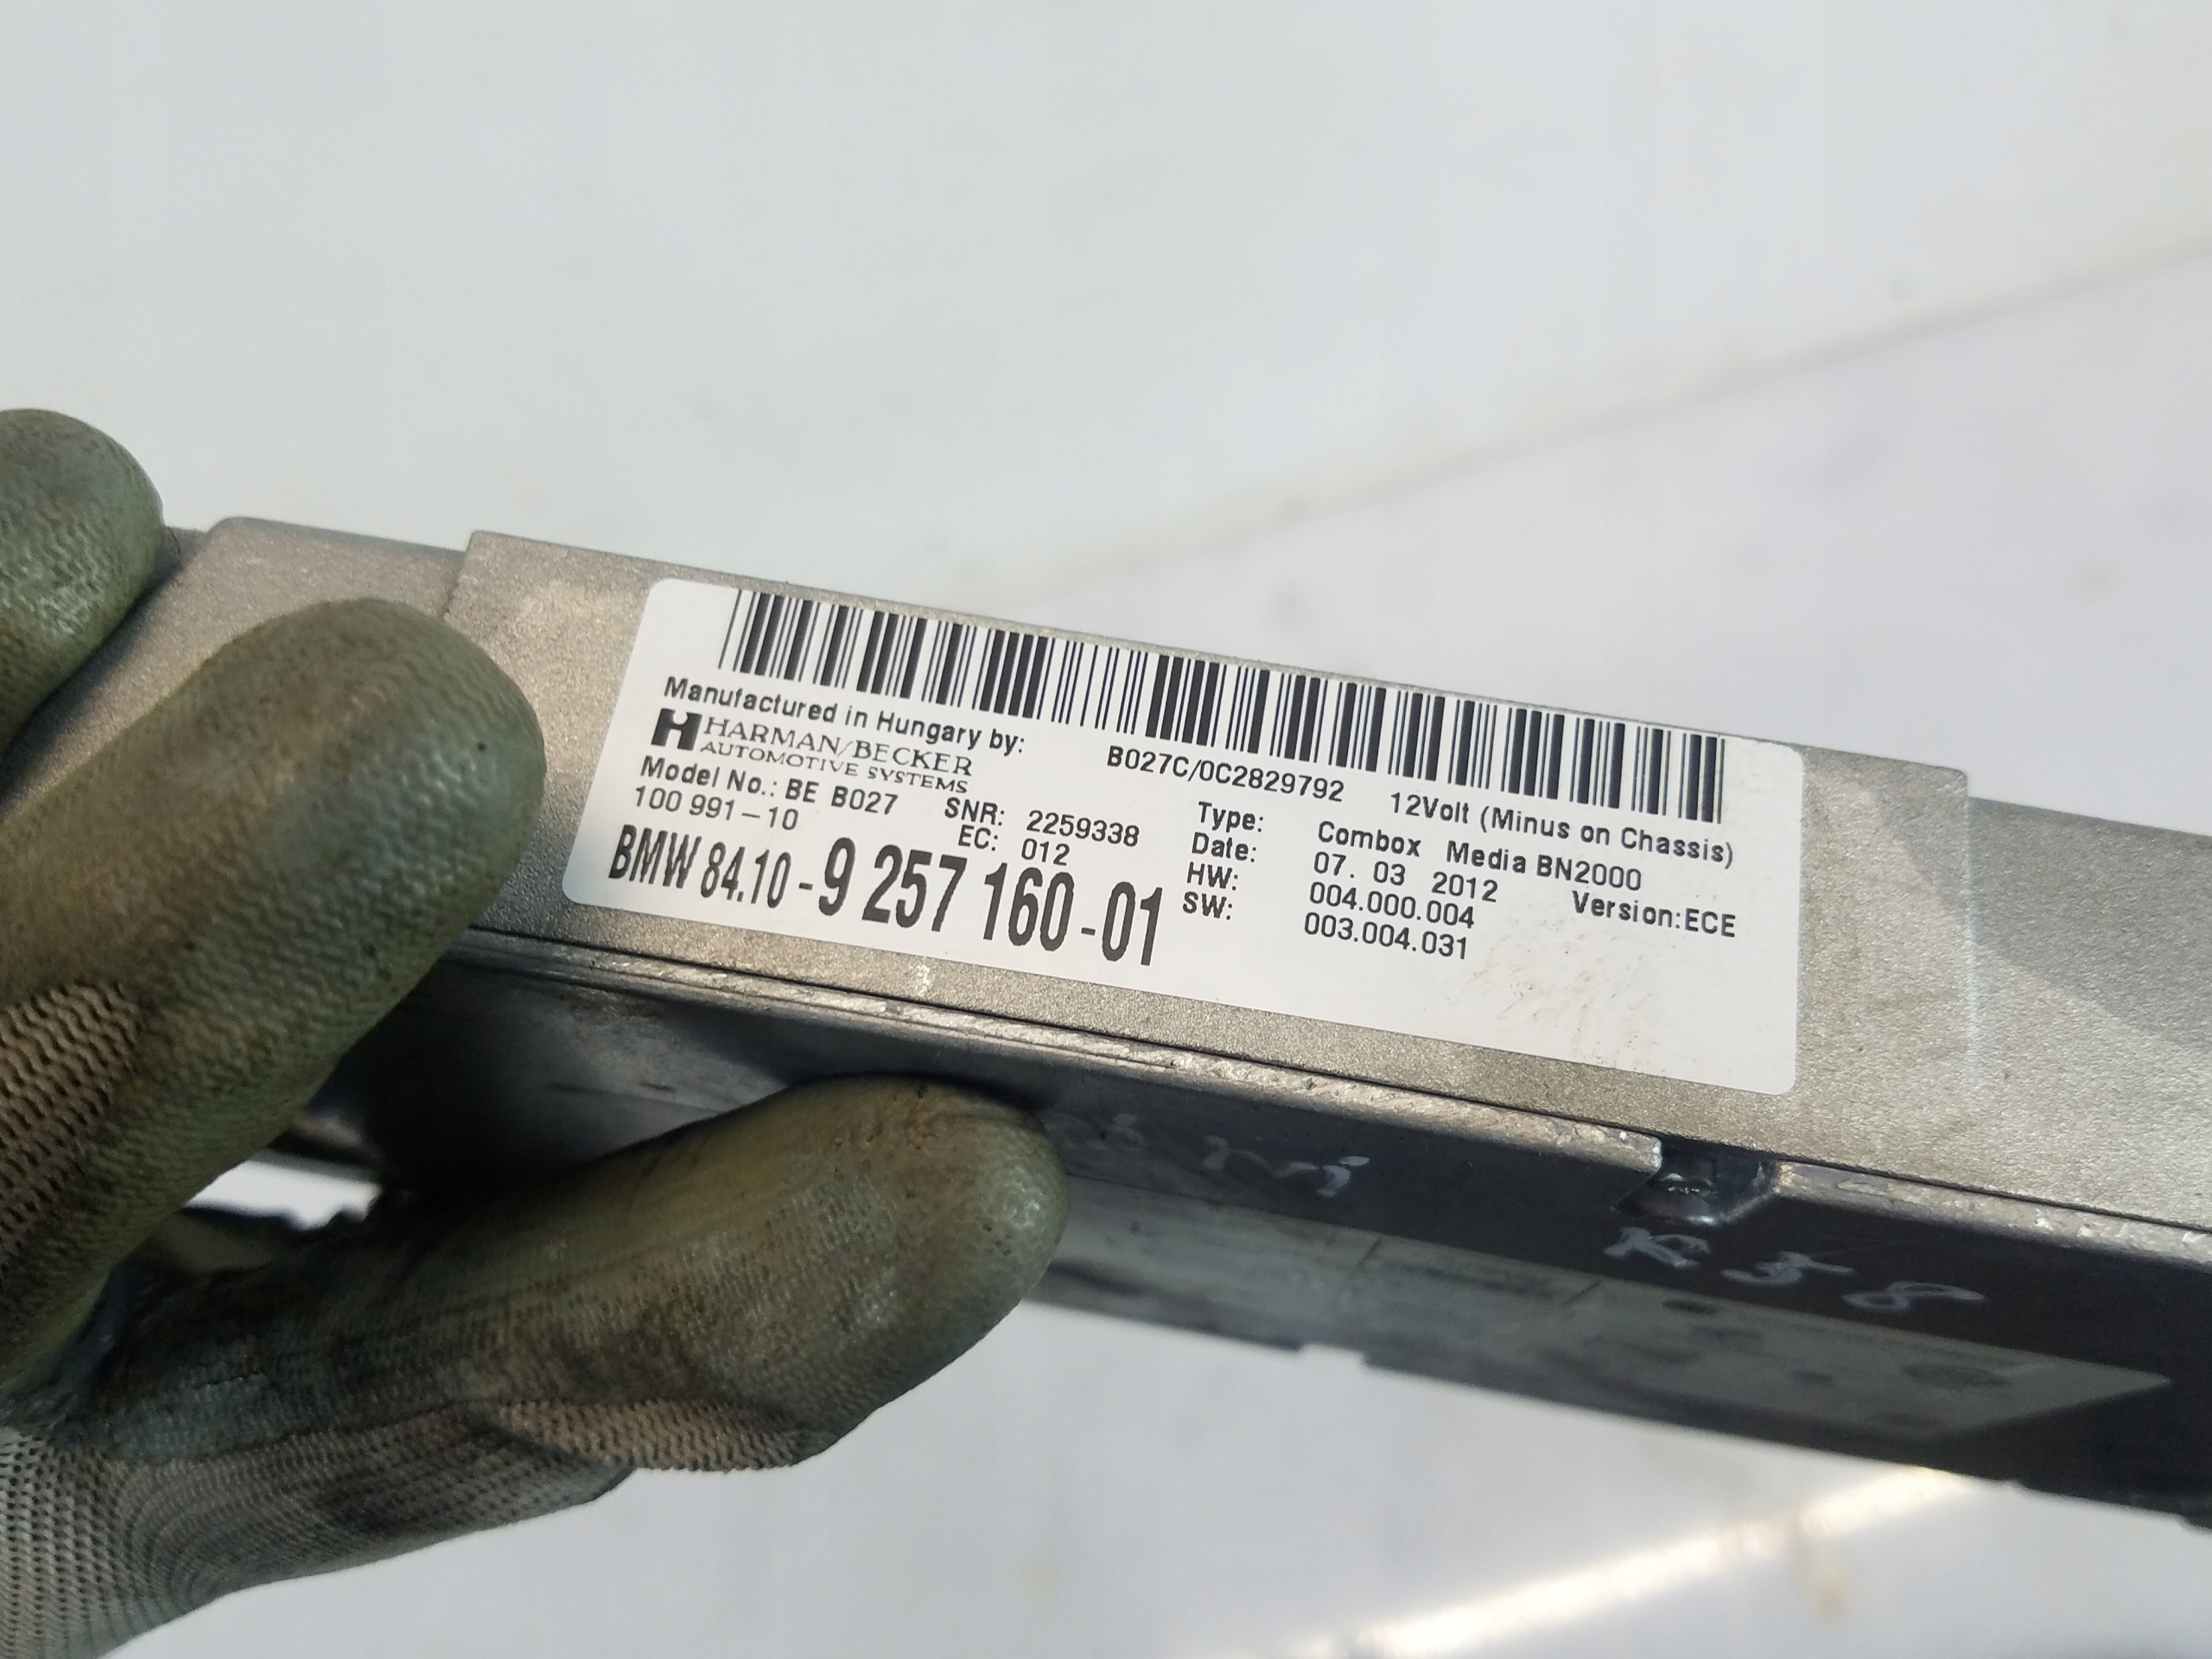 Manufactured in Hungary by:
HARMAN/BECKER
AUTOMOTIVE SYSTEMS
B027C/0C2829792
12Volt (Minus on Chassis)
Model No.: BE B027
100 991-10
SNR: 2259338
EC: 012
Type: Combox Media BN2000
Date: 07. 03 2012
Version:ECE
HW: 004.000.004
SW: 003.004.031
BMW 84.10-9 257 160-01
R58